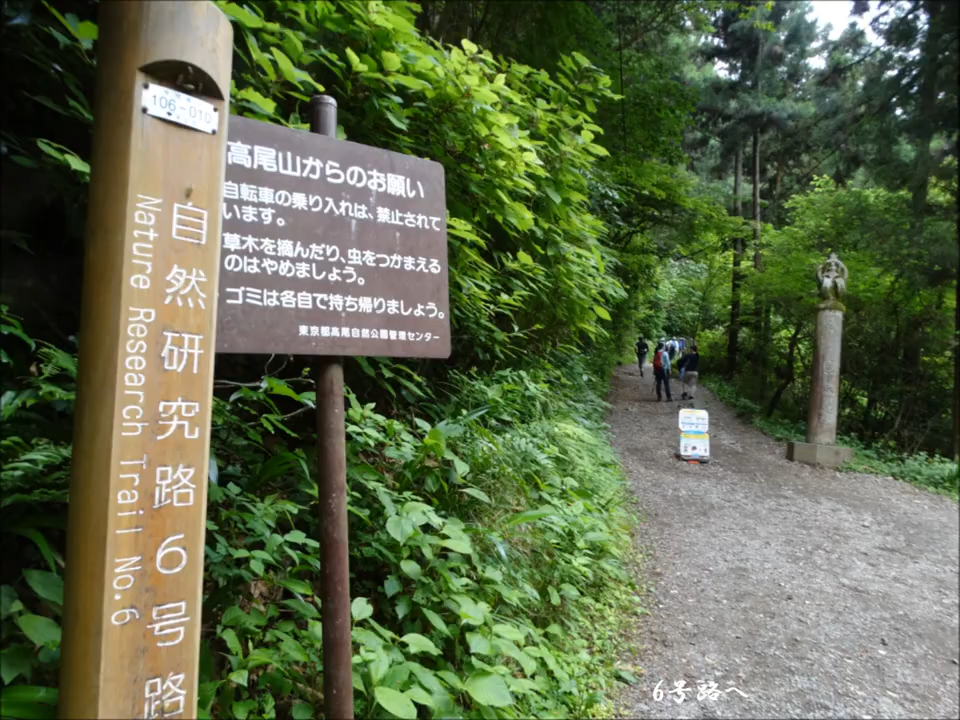 106-010
自然研究路6号路
Nature Research Trail No.6
高尾山からのお願い
自転車の乗り入れは、禁止されて
います。
草木を摘んだり、虫をつかまえる
のはやめましょう。
ゴミは各自で持ち帰りましょう。
東京都高尾自然公園管理センター
6号路へ